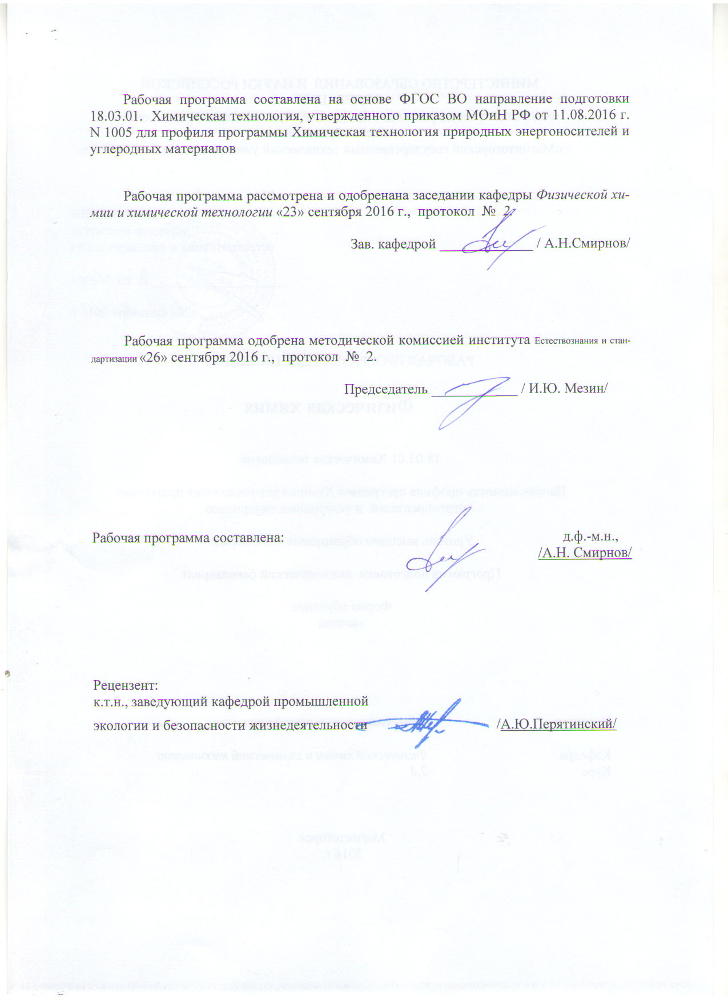 Рабочая программа составлена на основе ФГОС ВО направление подготовки
18.03.01. Химическая технология, утвержденного приказом МОиН РФ от 11.08.2016 г.
N 1005 для профиля программы Химическая технология природных энергоносителей и
углеродных материалов
Рабочая программа рассмотрена и одобренана заседании кафедры Физической хи-
мии и химической технологии «23» сентября 2016 г., протокол № 2.
Зав. кафедрой _____________ / А.Н.Смирнов/
Рабочая программа одобрена методической комиссией института Естествознания и стан-
дартизации «26» сентября 2016 г., протокол № 2.
Председатель ____________ / И.Ю. Мезин/
Рабочая программа составлена: д.ф.-м.н.,
/А.Н. Смирнов/
Рецензент:
к.т.н., заведующий кафедрой промышленной
экологии и безопасности жизнедеятельности /А.Ю.Перятинский/